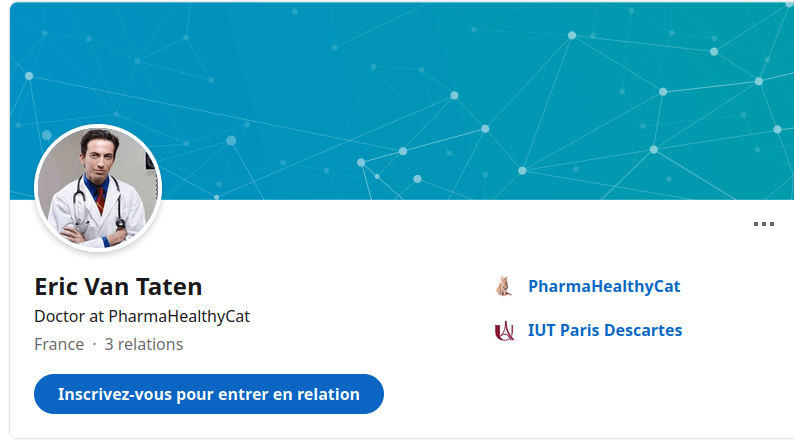 Eric Van Taten
Doctor at PharmaHealthyCat
France · 3 relations
Inscrivez-vous pour entrer en relation
PharmaHealthyCat
IUT Paris Descartes